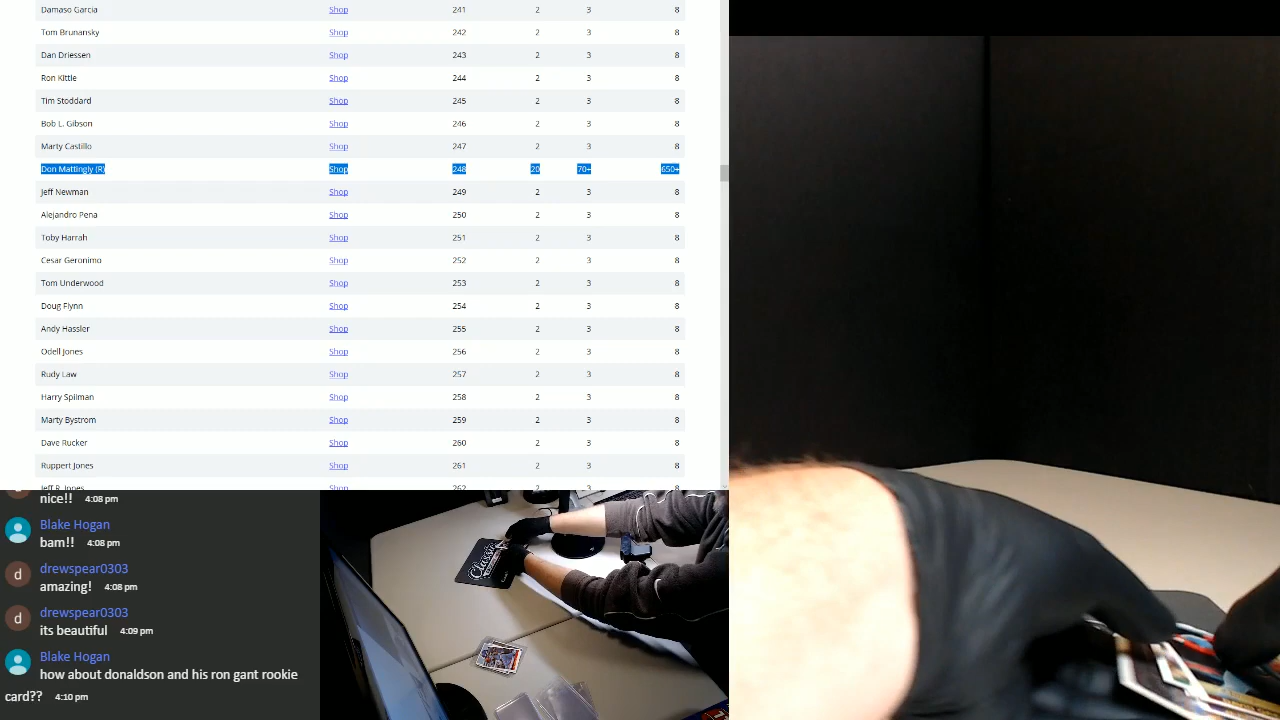 Damaso Garcia Shop 241 2 3 8
Tom Brunansky Shop 242 2 3 8
Dan Driessen Shop 243 2 3 8
Ron Kittle Shop 244 2 3 8
Tim Stoddard Shop 245 2 3 8
Bob L. Gibson Shop 246 2 3 8
Marty Castillo Shop 247 2 3 8
Don Mattingly (R) Shop 248 20 70+ 650+
Jeff Newman Shop 249 2 3 8
Alejandro Pena Shop 250 2 3 8
Toby Harrah Shop 251 2 3 8
Cesar Geronimo Shop 252 2 3 8
Tom Underwood Shop 253 2 3 8
Doug Flynn Shop 254 2 3 8
Andy Hassler Shop 255 2 3 8
Odell Jones Shop 256 2 3 8
Rudy Law Shop 257 2 3 8
Harry Spilman Shop 258 2 3 8
Marty Bystrom Shop 259 2 3 8
Dave Rucker Shop 260 2 3 8
Ruppert Jones Shop 261 2 3 8
Jeff R. Jones Shop 262 2 3 8
nice!! 4:08 pm
Blake Hogan
bam!! 4:08 pm
d drewspear0303
amazing! 4:08 pm
d drewspear0303
its beautiful 4:09 pm
Blake Hogan
how about donaldson and his ron gant rookie
card?? 4:10 pm
Classic